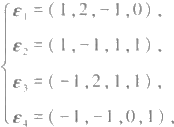 ε₁ = ( 1 , 2 , -1 , 0 ) ,
ε₂ = ( 1 , -1 , 1 , 1 ) ,
ε₃ = ( -1 , 2 , 1 , 1 ) ,
ε₄ = ( -1 , -1 , 0 , 1 ) ,